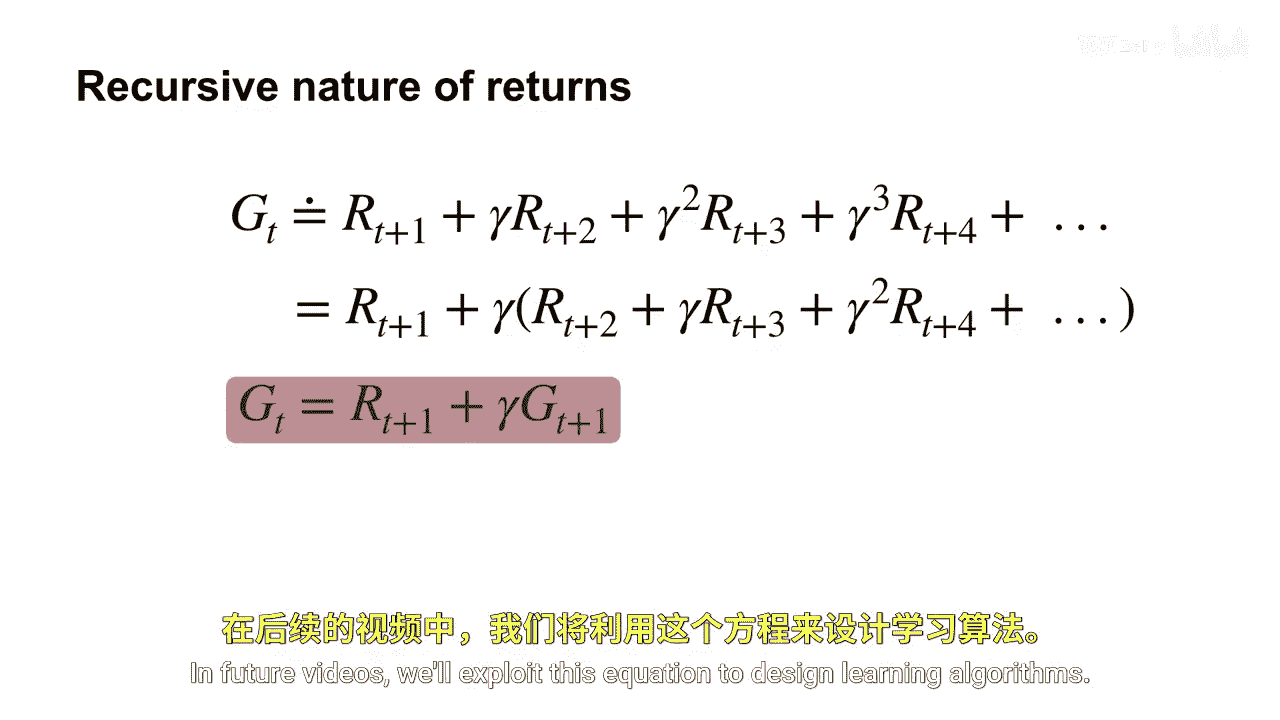 Recursive nature of returns
G_t ≐ R_{t+1} + γR_{t+2} + γ²R_{t+3} + γ³R_{t+4} + …
= R_{t+1} + γ(R_{t+2} + γR_{t+3} + γ²R_{t+4} + …)
G_t = R_{t+1} + γG_{t+1}
在后续的视频中，我们将利用这个方程来设计学习算法。
In future videos, we'll exploit this equation to design learning algorithms.